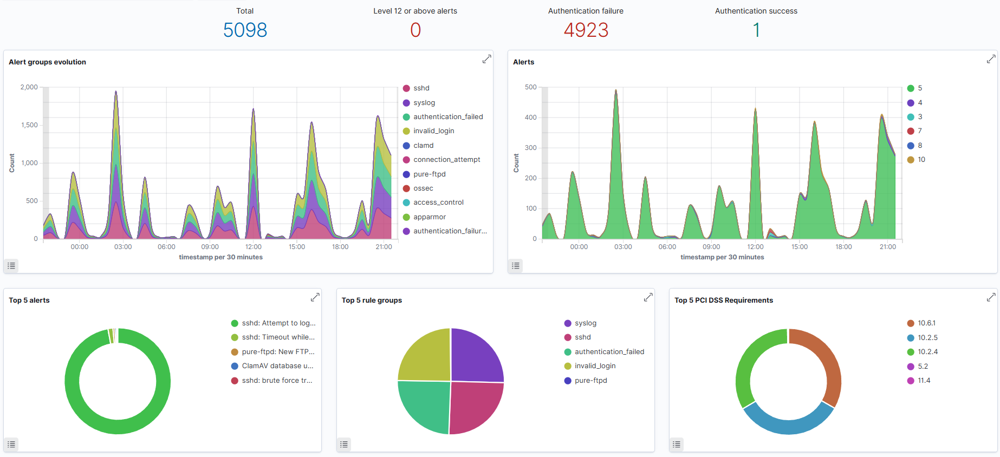 Total
5098
Level 12 or above alerts
0
Authentication failure
4923
Authentication success
1
Alert groups evolution
2,000
1,500
1,000
500
0
Count
00:00 03:00 06:00 09:00 12:00 15:00 18:00 21:00
timestamp per 30 minutes
sshd
syslog
authentication_failed
invalid_login
clamd
connection_attempt
pure-ftpd
ossec
access_control
apparmor
authentication_failur...
Alerts
500
400
300
200
100
0
Count
00:00 03:00 06:00 09:00 12:00 15:00 18:00 21:00
timestamp per 30 minutes
5
4
3
7
8
10
Top 5 alerts
sshd: Attempt to log...
sshd: Timeout while...
pure-ftpd: New FTP...
ClamAV database u...
sshd: brute force tr...
Top 5 rule groups
syslog
sshd
authentication_failed
invalid_login
pure-ftpd
Top 5 PCI DSS Requirements
10.6.1
10.2.5
10.2.4
5.2
11.4